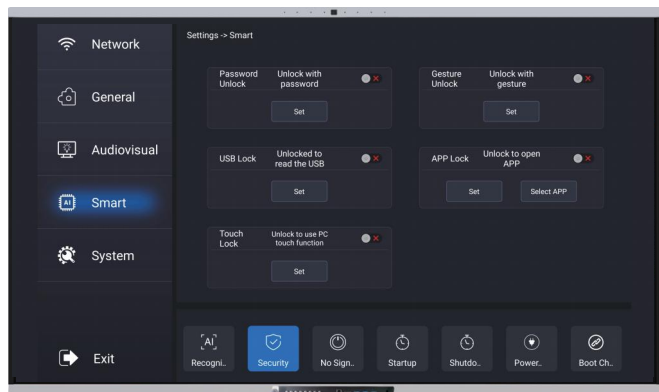 Network
General
Audiovisual
AI
Smart
System
Exit
Settings -> Smart
Password
Unlock
Unlock with
password
Set
Gesture
Unlock
Unlock with
gesture
Set
USB Lock
Unlocked to
read the USB
Set
APP Lock
Unlock to open
APP
Set
Select APP
Touch
Lock
Unlock to use PC
touch function
Set
AI
Recogni..
Security
No Sign..
Startup
Shutdo..
Power..
Boot Ch..